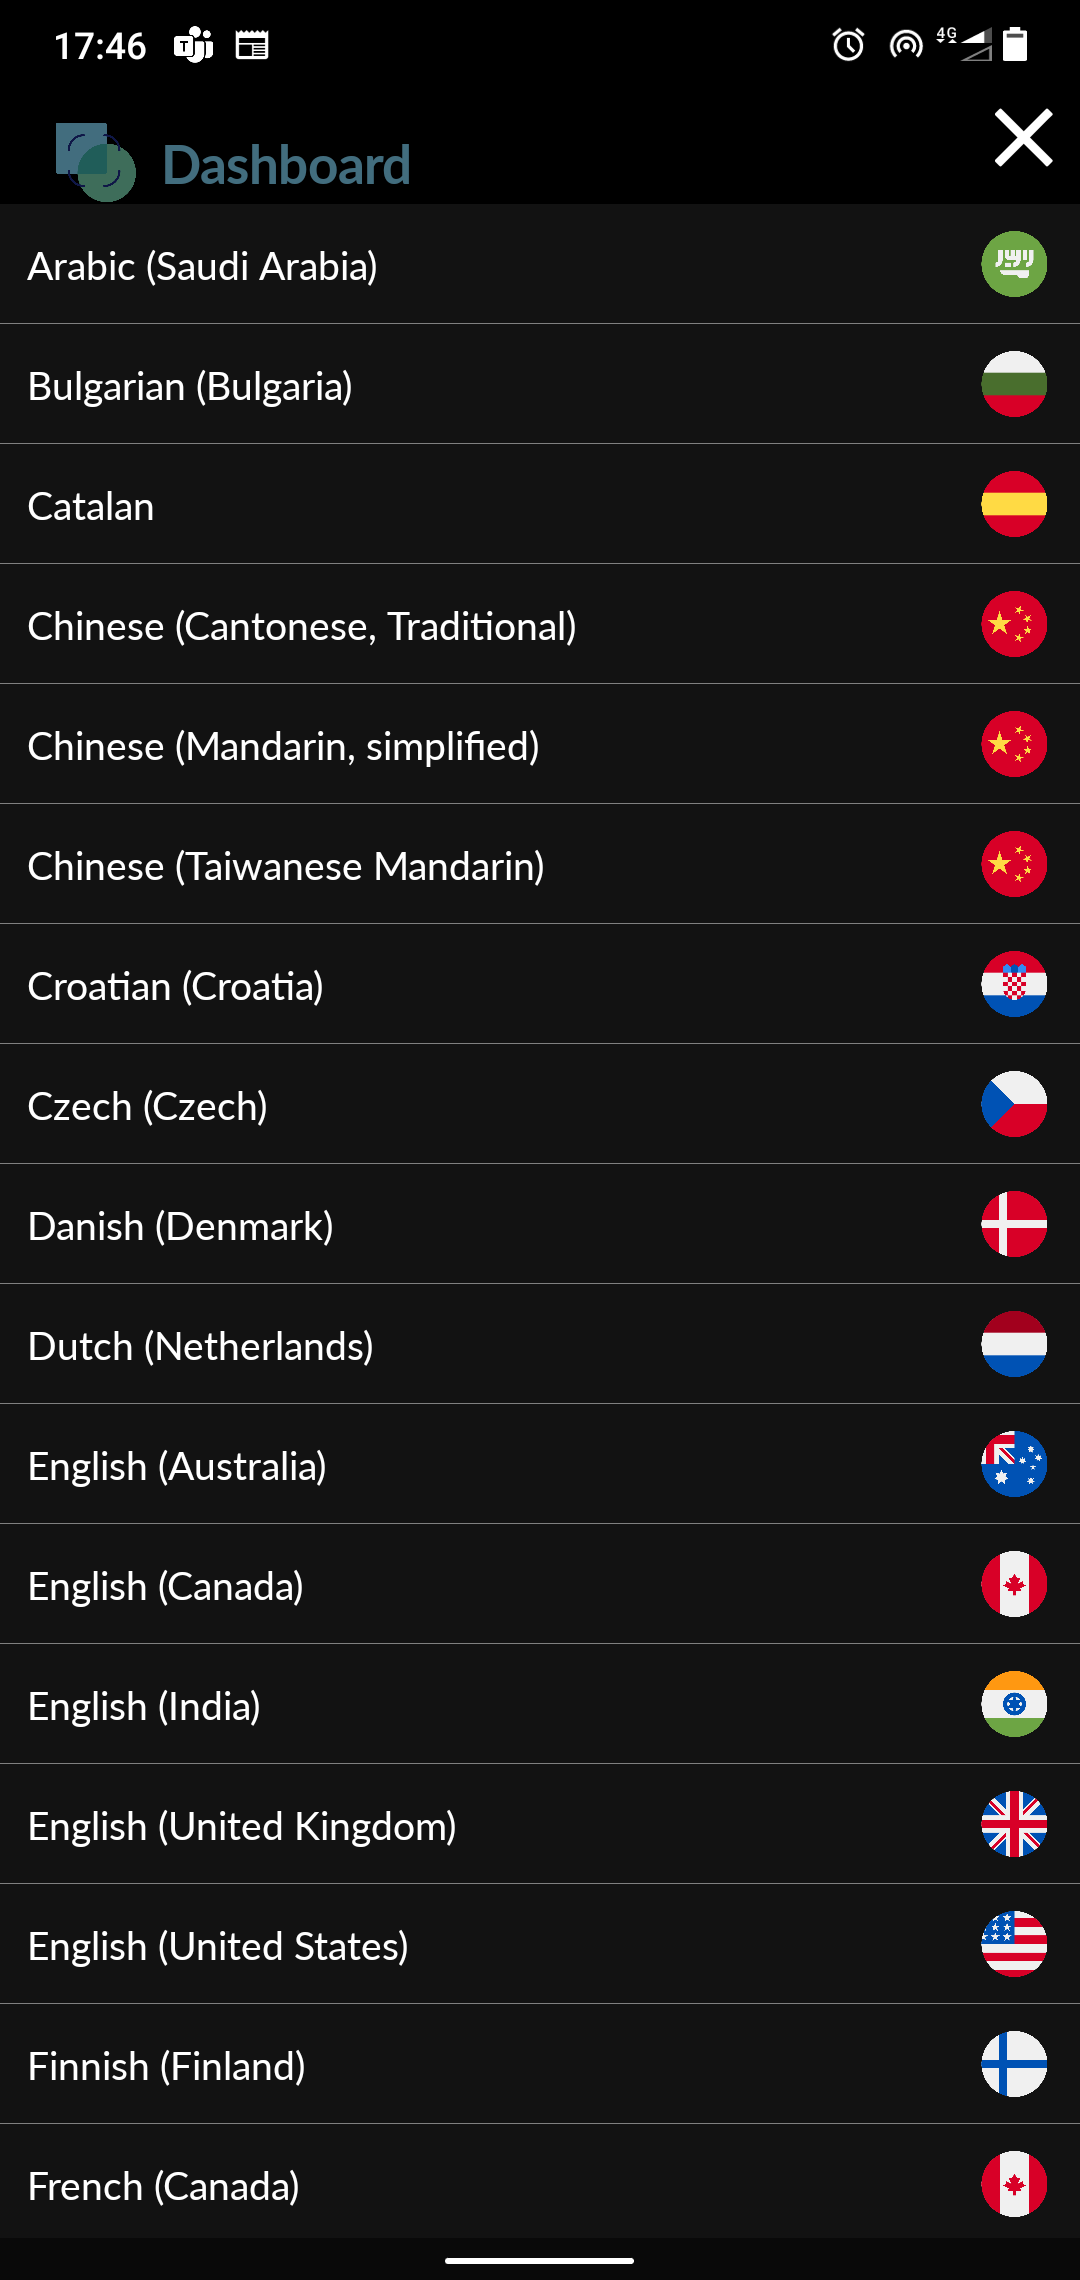 17:46
4G
Dashboard
Arabic (Saudi Arabia)
Bulgarian (Bulgaria)
Catalan
Chinese (Cantonese, Traditional)
Chinese (Mandarin, simplified)
Chinese (Taiwanese Mandarin)
Croatian (Croatia)
Czech (Czech)
Danish (Denmark)
Dutch (Netherlands)
English (Australia)
English (Canada)
English (India)
English (United Kingdom)
English (United States)
Finnish (Finland)
French (Canada)